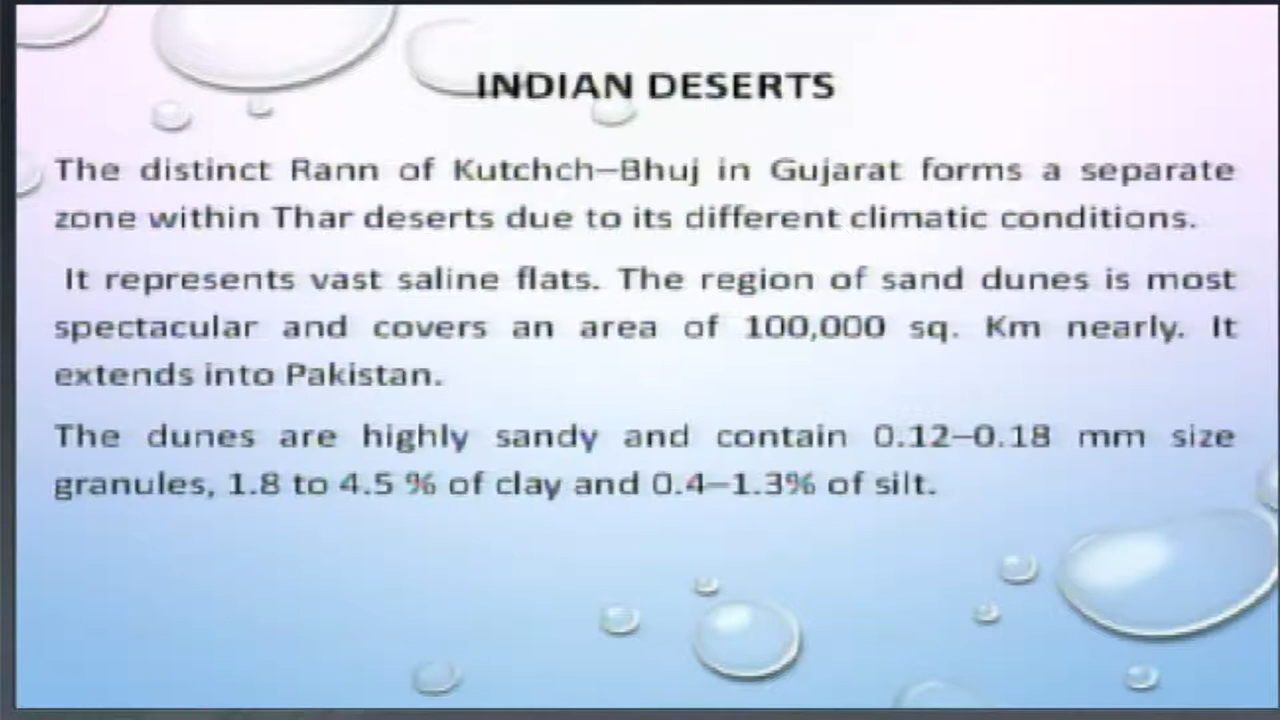 INDIAN DESERTS
The distinct Rann of Kutchch–Bhuj in Gujarat forms a separate
zone within Thar deserts due to its different climatic conditions.
It represents vast saline flats. The region of sand dunes is most
spectacular and covers an area of 100,000 sq. Km nearly. It
extends into Pakistan.
The dunes are highly sandy and contain 0.12–0.18 mm size
granules, 1.8 to 4.5 % of clay and 0.4–1.3% of silt.